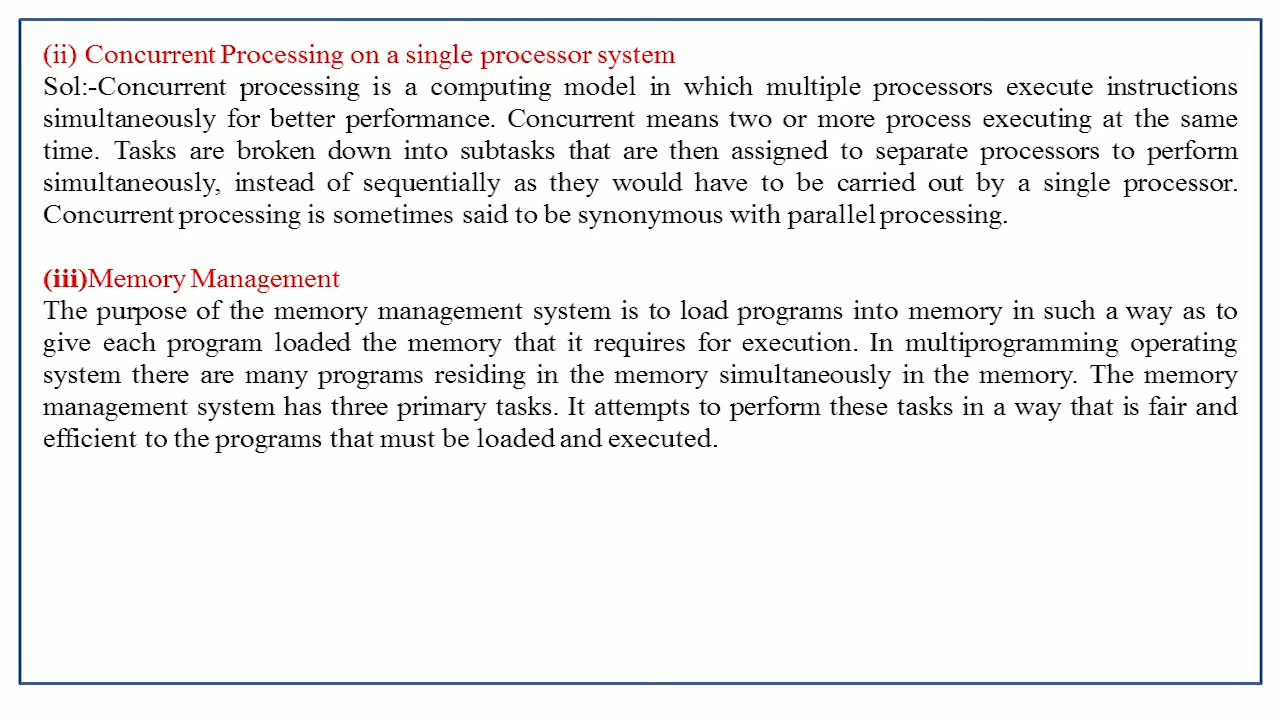 (ii) Concurrent Processing on a single processor system
Sol:-Concurrent processing is a computing model in which multiple processors execute instructions
simultaneously for better performance. Concurrent means two or more process executing at the same
time. Tasks are broken down into subtasks that are then assigned to separate processors to perform
simultaneously, instead of sequentially as they would have to be carried out by a single processor.
Concurrent processing is sometimes said to be synonymous with parallel processing.
(iii)Memory Management
The purpose of the memory management system is to load programs into memory in such a way as to
give each program loaded the memory that it requires for execution. In multiprogramming operating
system there are many programs residing in the memory simultaneously in the memory. The memory
management system has three primary tasks. It attempts to perform these tasks in a way that is fair and
efficient to the programs that must be loaded and executed.